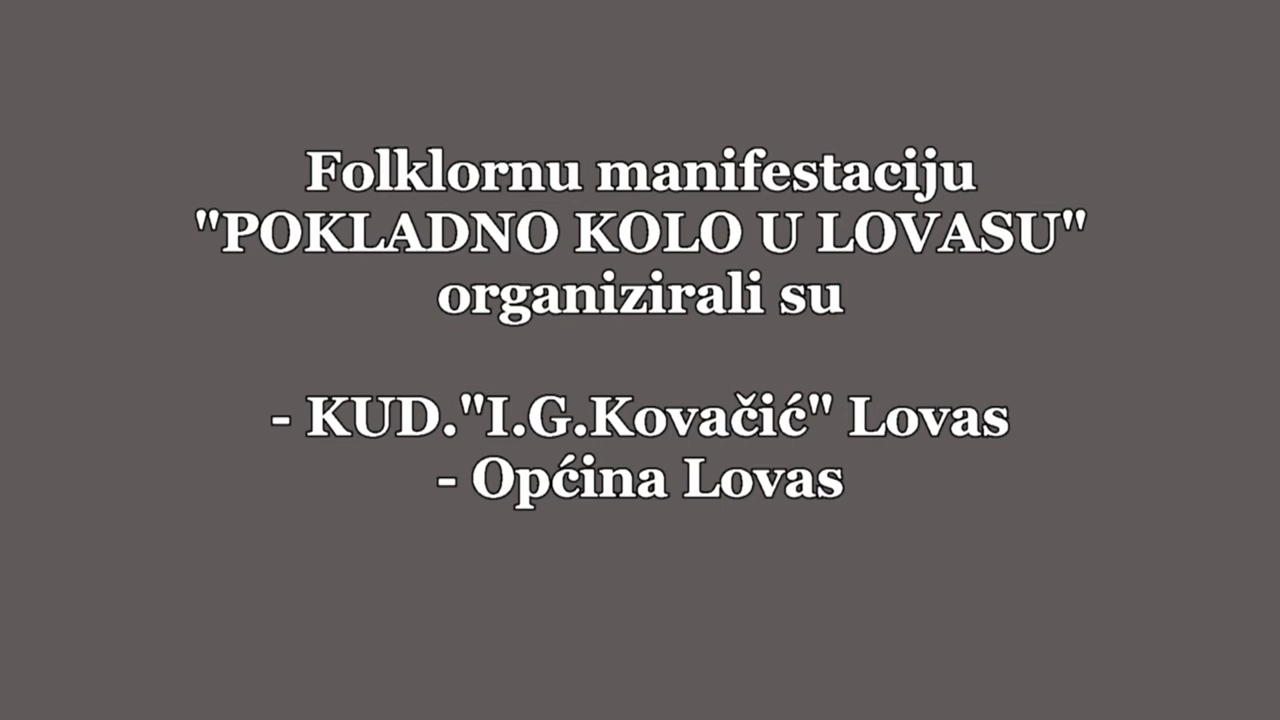 Folklornu manifestaciju
"POKLADNO KOLO U LOVASU"
organizirali su
- KUD."I.G.Kovačić" Lovas
- Općina Lovas